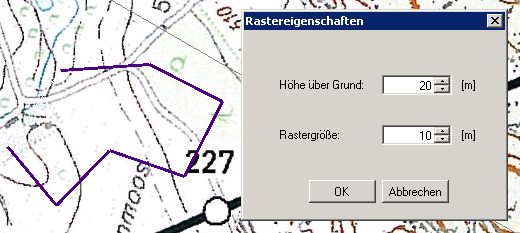 Rastereigenschaften
Höhe über Grund: 20 [m]
Rastergröße: 10 [m]
OK Abbrechen
227